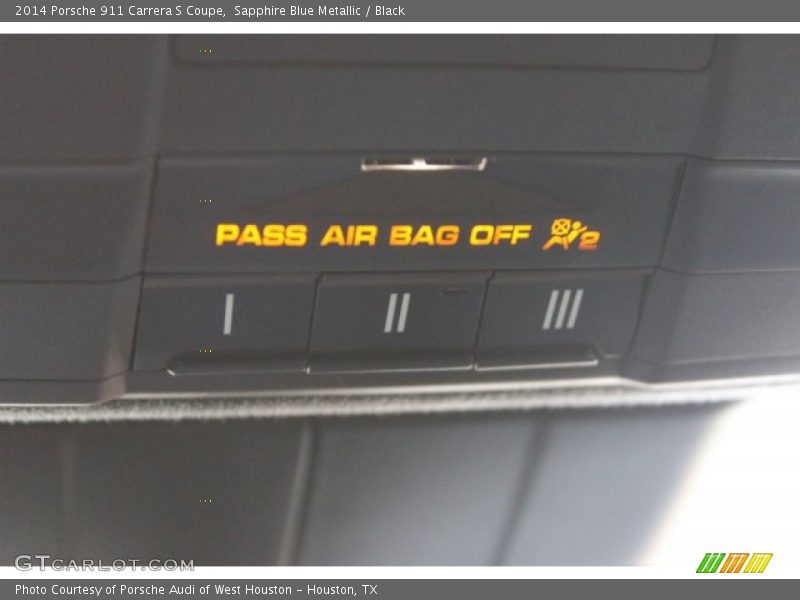 2014 Porsche 911 Carrera S Coupe,  Sapphire Blue Metallic / Black
PASS AIR BAG OFF 2
I II III
GTCARLOT.COM
Photo Courtesy of Porsche Audi of West Houston - Houston, TX